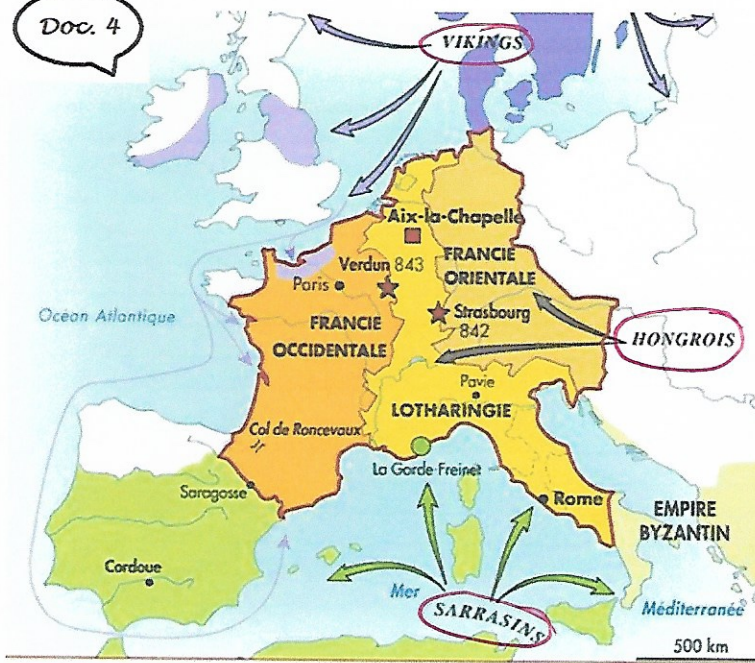 Doc. 4
VIKINGS
Aix-la-Chapelle
Verdun 843
FRANCIE
ORIENTALE
Paris
Strasbourg
842
Océan Atlantique
FRANCIE
OCCIDENTALE
HONGROIS
Pavie
LOTHARINGIE
Col de Roncevaux
La Garde-Freinet
Saragosse
Rome
EMPIRE
BYZANTIN
Cordoue
Mer
Méditerranée
SARRASINS
500 km